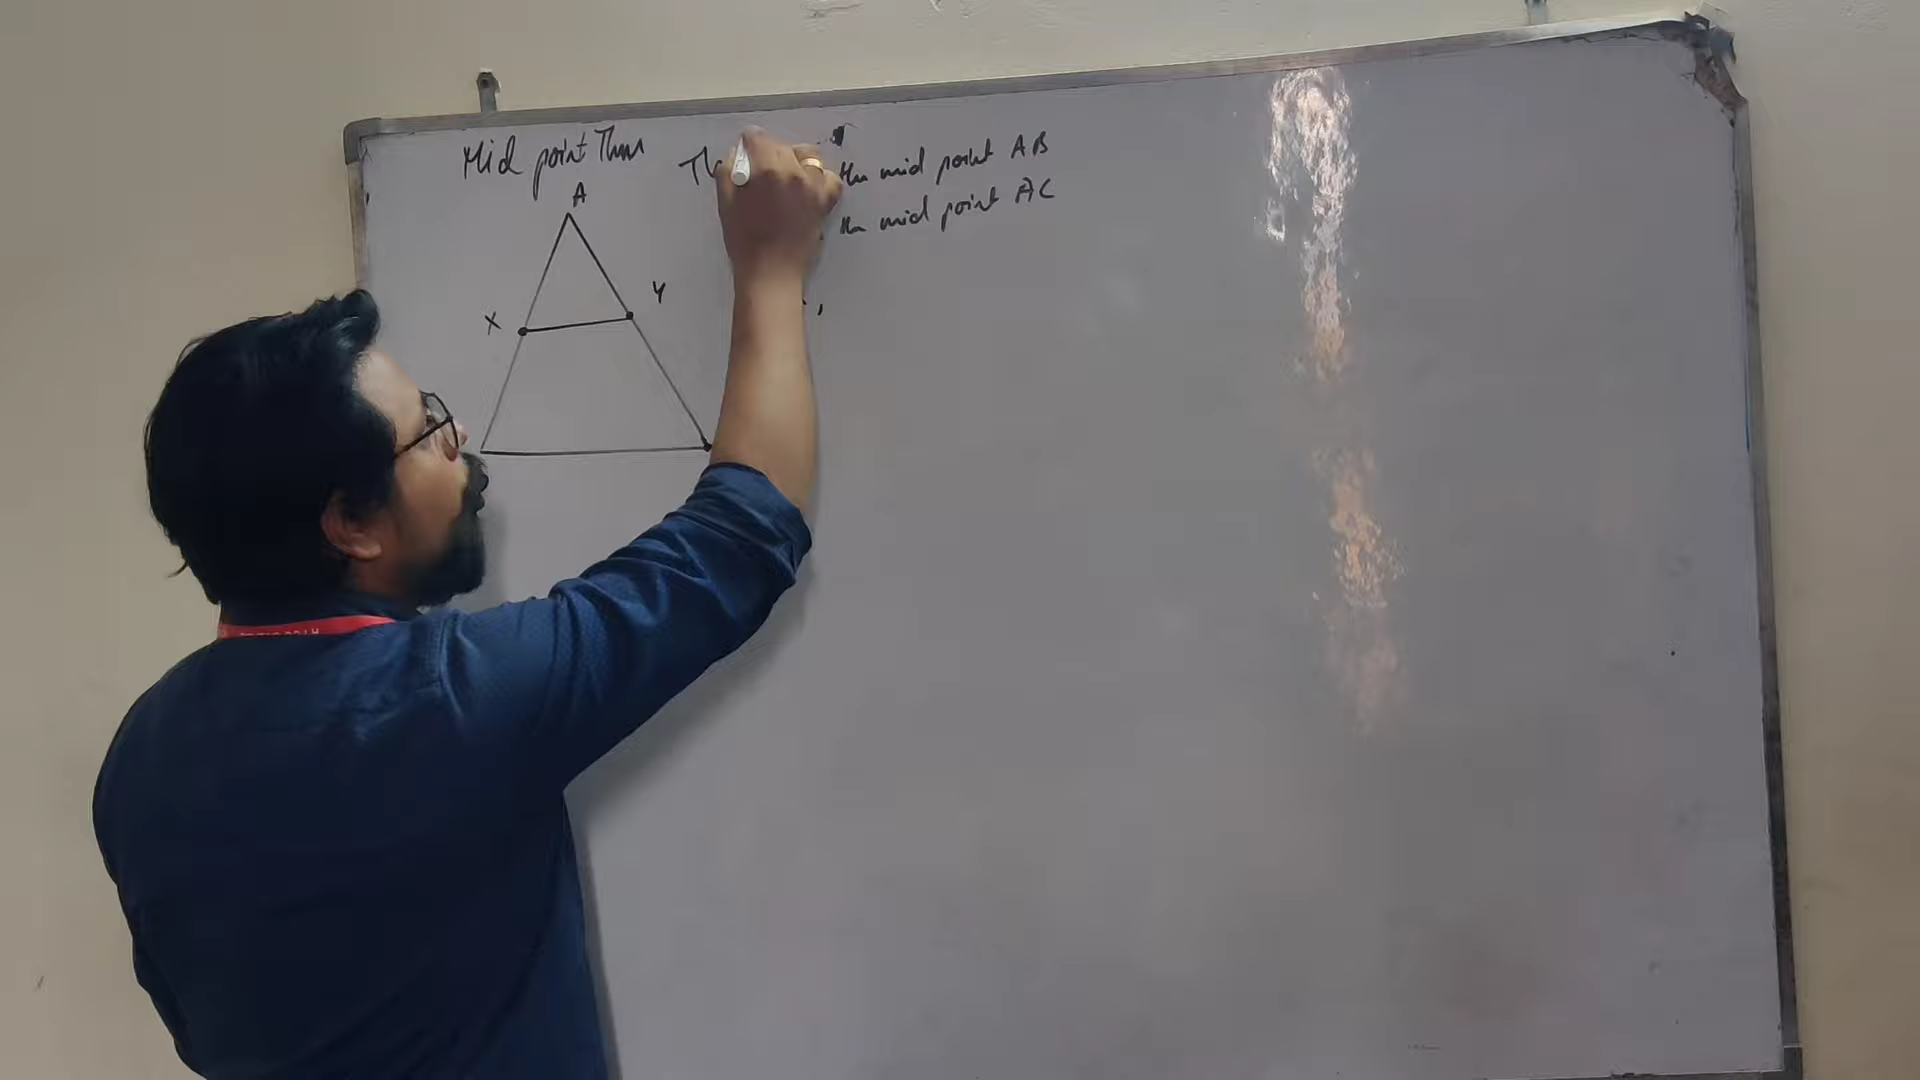 Mid point Thm
A
X
Y
the mid point AB
the mid point AC